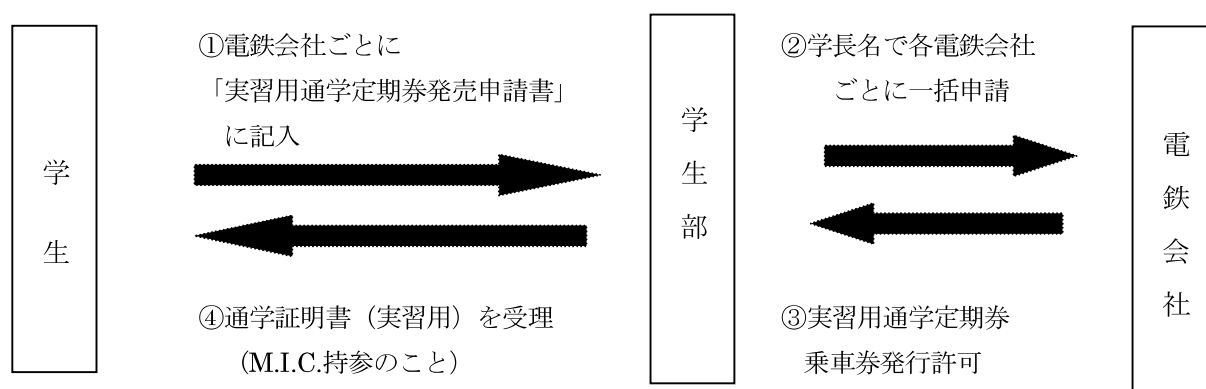 学生
①電鉄会社ごとに
「実習用通学定期券発売申請書」
に記入
④通学証明書（実習用）を受理
（M.I.C.持参のこと）
学生部
②学長名で各電鉄会社
ごとに一括申請
③実習用通学定期券
乗車券発行許可
電鉄会社